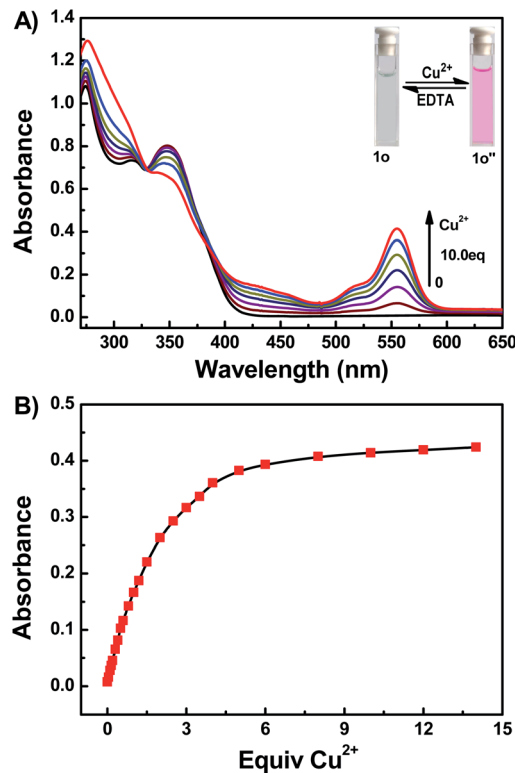 A)
1.4
1.2
1.0
0.8
0.6
0.4
0.2
0.0
Absorbance
Cu2+
EDTA
1o
1o"
Cu2+
10.0eq
0
300 350 400 450 500 550 600 650
Wavelength (nm)
B)
0.5
0.4
0.3
0.2
0.1
0.0
Absorbance
0 3 6 9 12 15
Equiv Cu2+